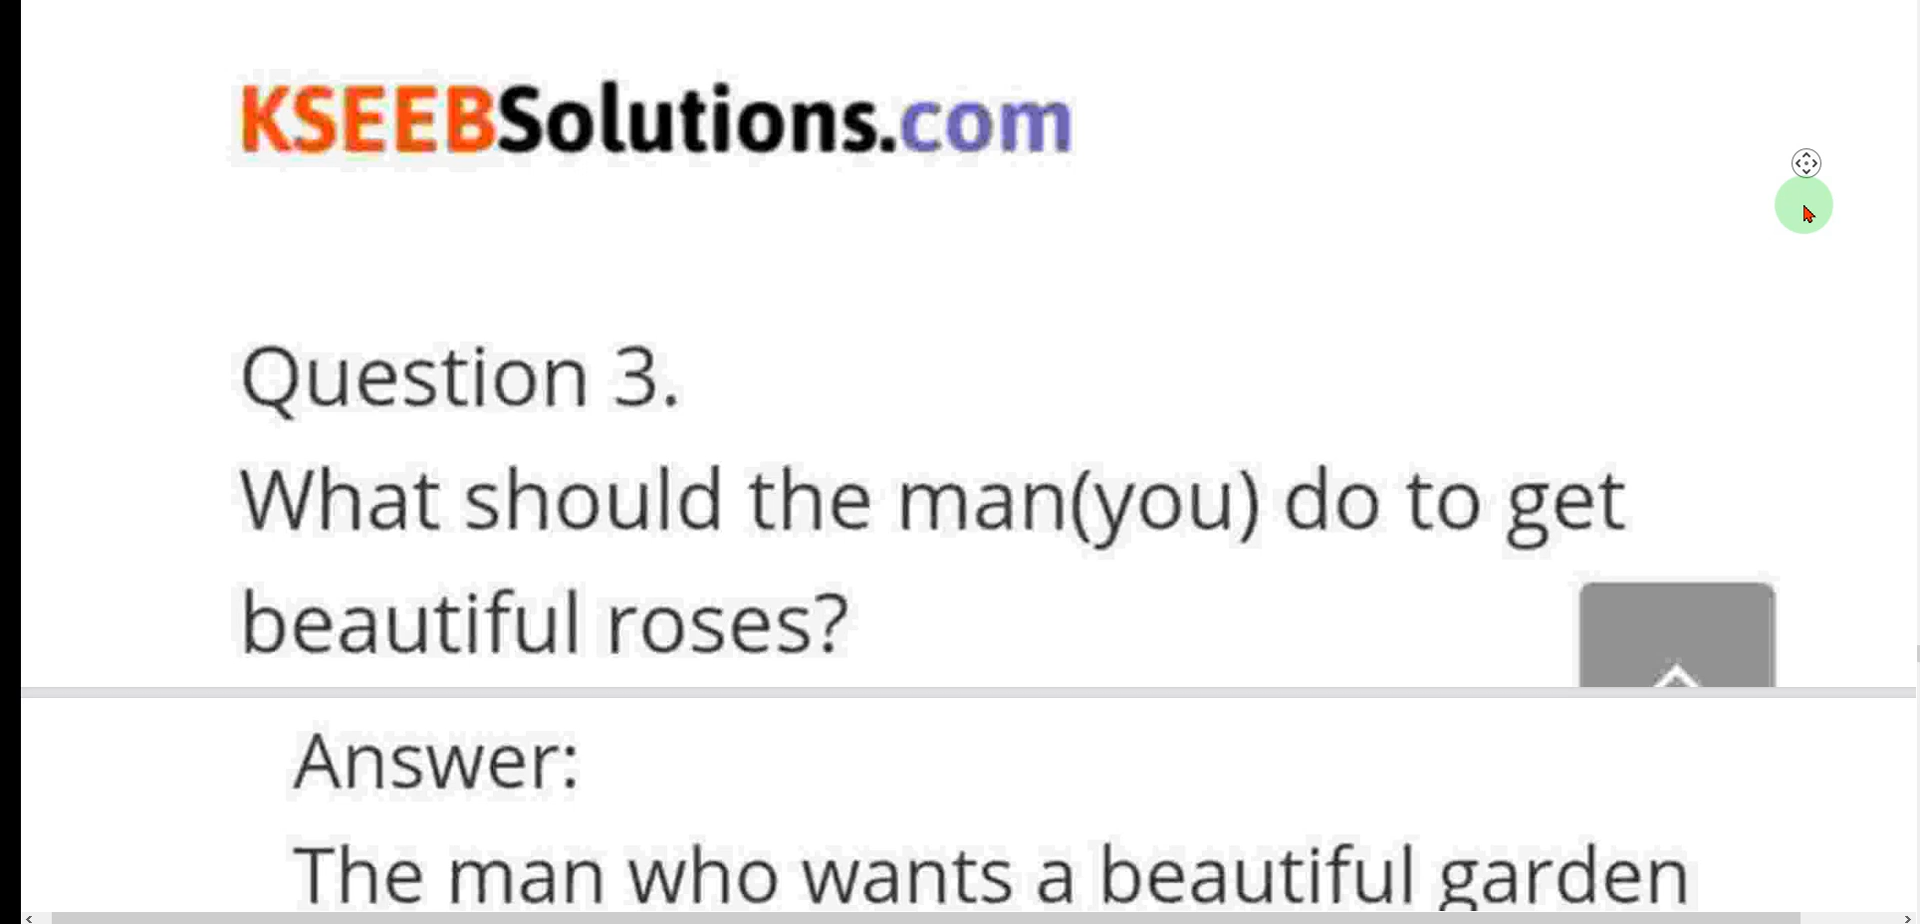 KSEEBSolutions.com
Question 3.
What should the man(you) do to get
beautiful roses?
Answer:
The man who wants a beautiful garden